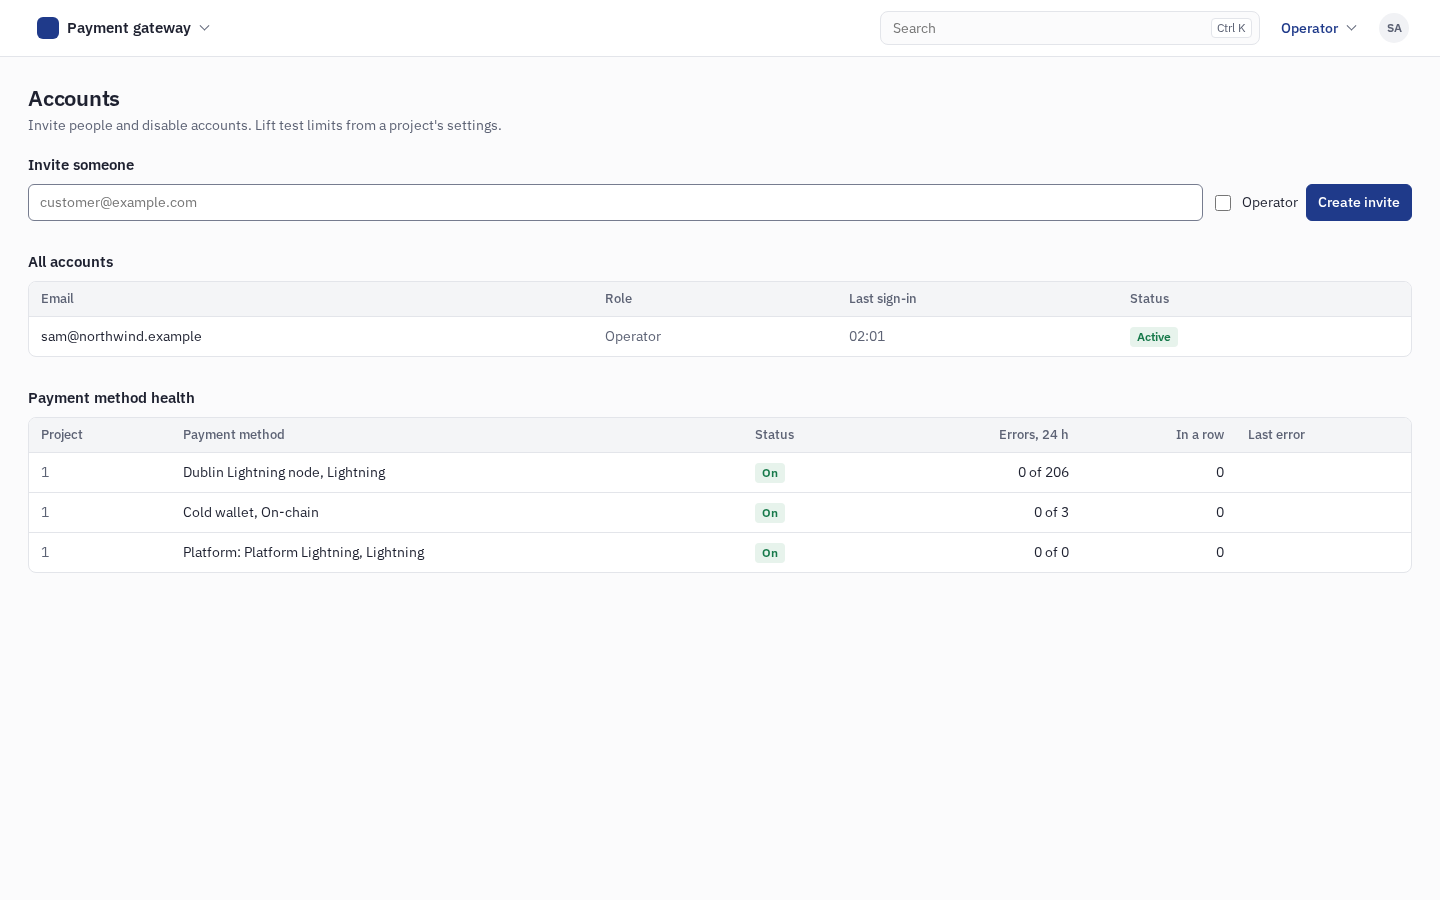 Payment gateway
Search
Ctrl K
Operator
SA
Accounts
Invite people and disable accounts. Lift test limits from a project's settings.
Invite someone
customer@example.com
Operator
Create invite
All accounts
Email Role Last sign-in Status
sam@northwind.example Operator 02:01 Active
Payment method health
Project Payment method Status Errors, 24 h In a row Last error
1 Dublin Lightning node, Lightning On 0 of 206 0
1 Cold wallet, On-chain On 0 of 3 0
1 Platform: Platform Lightning, Lightning On 0 of 0 0